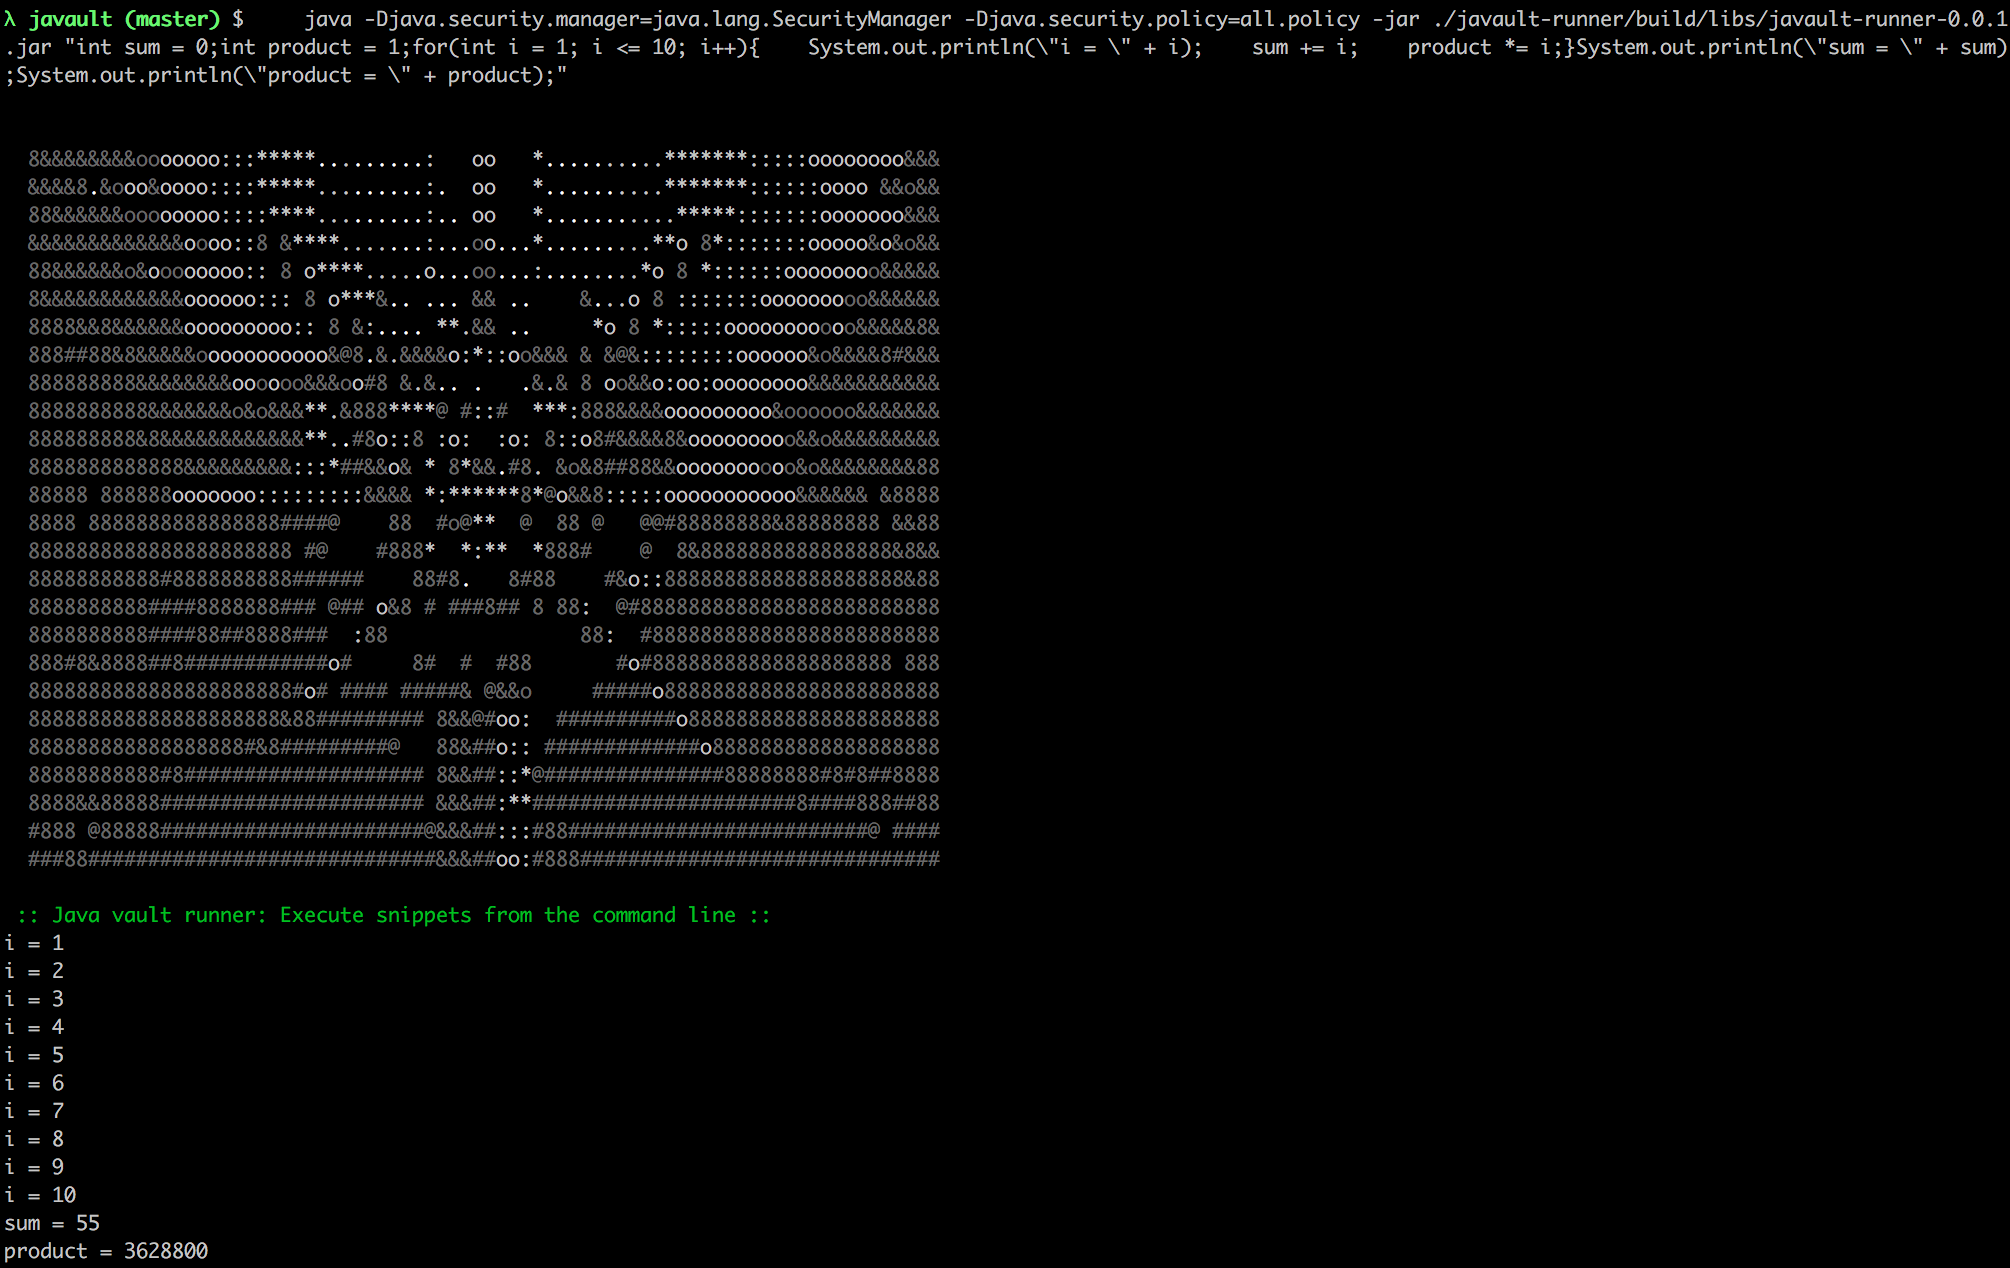 λ javault (master) $     java -Djava.security.manager=java.lang.SecurityManager -Djava.security.policy=all.policy -jar ./javault-runner/build/libs/javault-runner-0.0.1
.jar "int sum = 0;int product = 1;for(int i = 1; i <= 10; i++){    System.out.println(\"i = \" + i);    sum += i;    product *= i;}System.out.println(\"sum = \" + sum)
;System.out.println(\"product = \" + product);"
:: Java vault runner: Execute snippets from the command line ::
i = 1
i = 2
i = 3
i = 4
i = 5
i = 6
i = 7
i = 8
i = 9
i = 10
sum = 55
product = 3628800